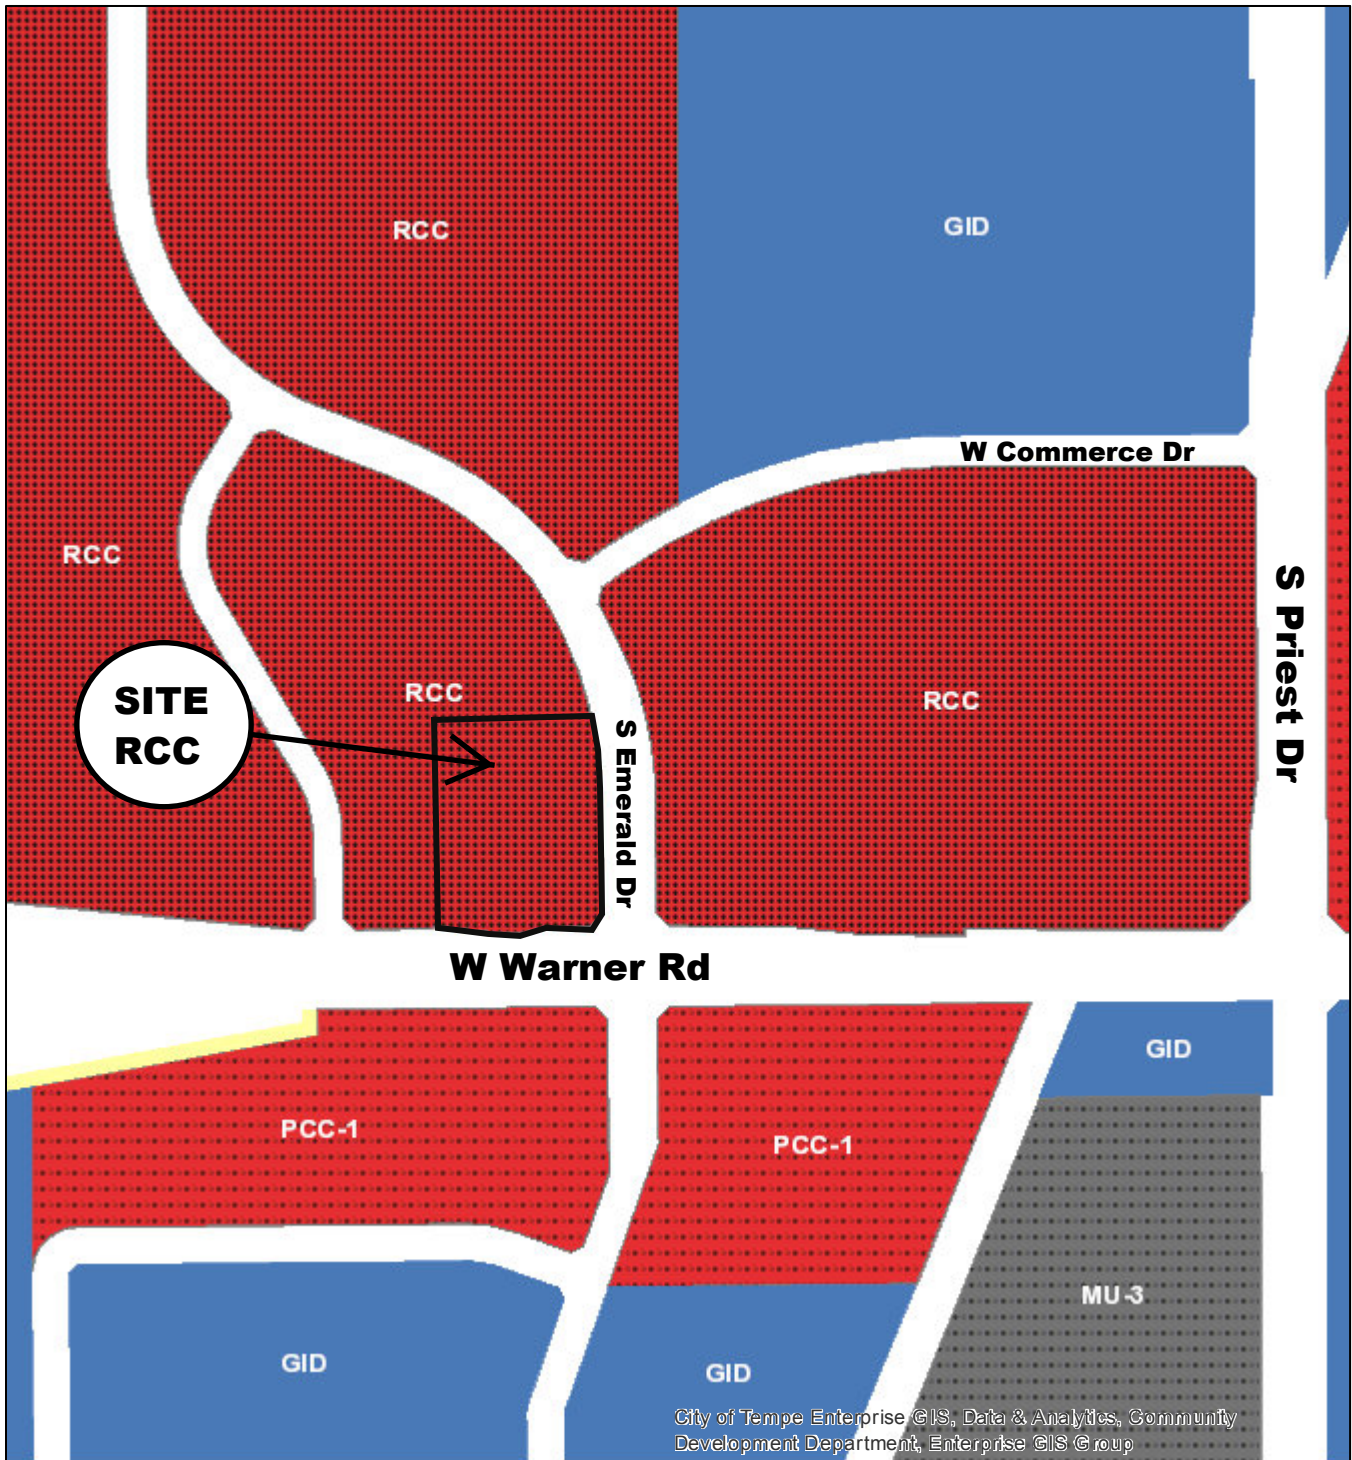 RCC
GID
W Commerce Dr
RCC
S Priest Dr
SITE
RCC
RCC
RCC
S Emerald Dr
W Warner Rd
GID
PCC-1
PCC-1
MU-3
GID
GID
City of Tempe Enterprise GIS, Data & Analytics, Community
Development Department, Enterprise GIS Group